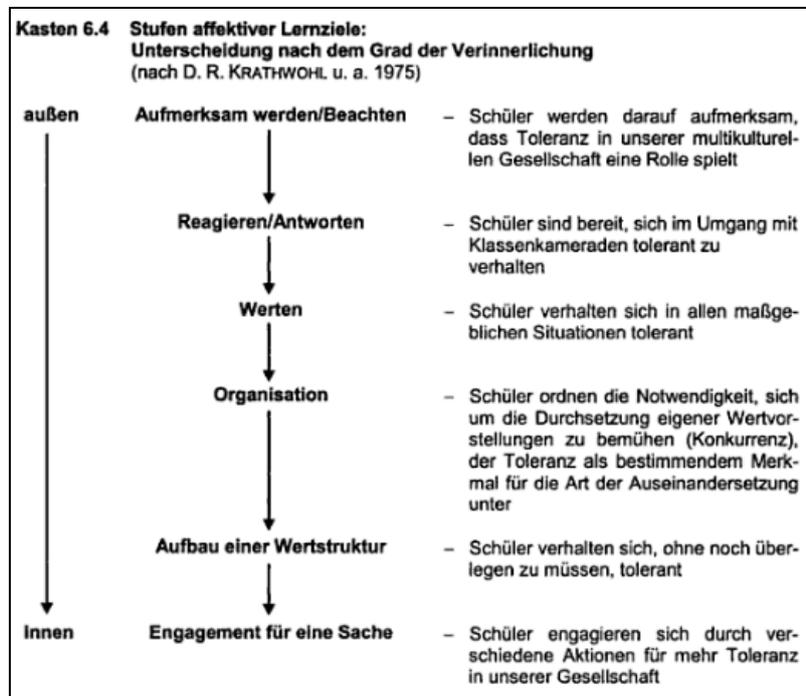 Kasten 6.4 Stufen affektiver Lernziele:
Unterscheidung nach dem Grad der Verinnerlichung
(nach D. R. KRATHWOHL u. a. 1975)
außen Aufmerksam werden/Beachten – Schüler werden darauf aufmerksam,
dass Toleranz in unserer multikulturel-
len Gesellschaft eine Rolle spielt
Reagieren/Antworten – Schüler sind bereit, sich im Umgang mit
Klassenkameraden tolerant zu
verhalten
Werten – Schüler verhalten sich in allen maßge-
blichen Situationen tolerant
Organisation – Schüler ordnen die Notwendigkeit, sich
um die Durchsetzung eigener Wertvor-
stellungen zu bemühen (Konkurrenz),
der Toleranz als bestimmendem Merk-
mal für die Art der Auseinandersetzung
unter
Aufbau einer Wertstruktur – Schüler verhalten sich, ohne noch über-
legen zu müssen, tolerant
Innen Engagement für eine Sache – Schüler engagieren sich durch ver-
schiedene Aktionen für mehr Toleranz
in unserer Gesellschaft